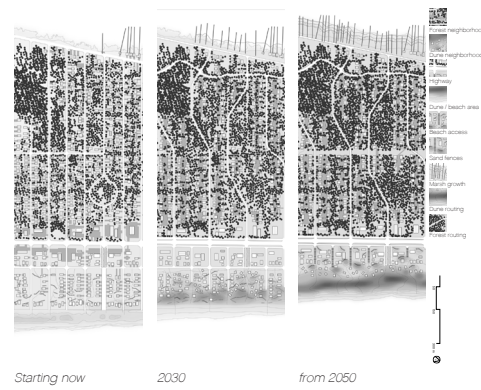 Forest neighborhood
Dune neighborhood
Highway
Dune / beach area
Beach access
Sand fences
Marsh growth
Dune routing
Forest routing
Starting now
2030
from 2050